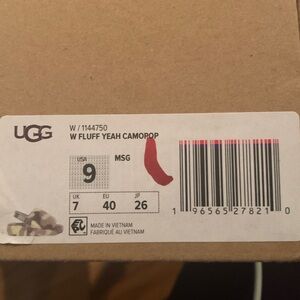 UGG
W / 1144750
W FLUFF YEAH CAMOPOP
USA
9
MSG
UK
7
EU
40
JP
26
MADE IN VIETNAM
FABRIQUÉ AU VIETNAM
1 96565 27821 0